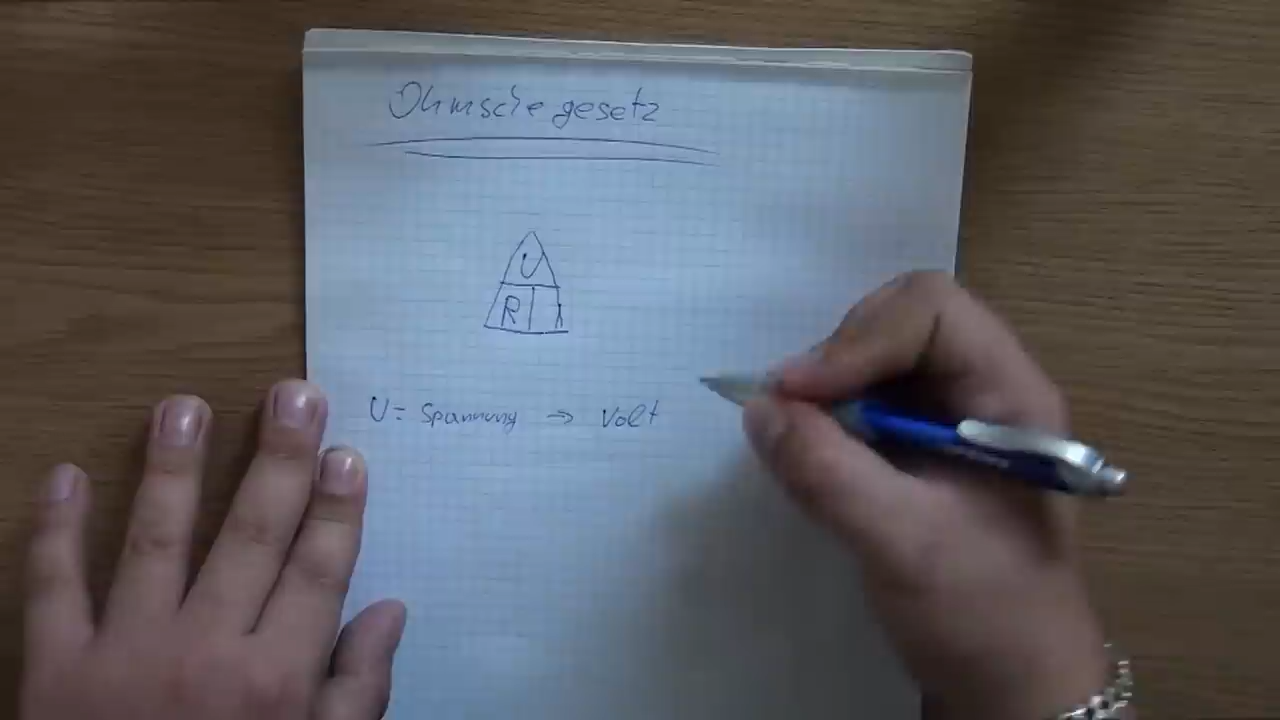 Ohmsche gesetz
U
R I
U = Spannung ⇒ Volt